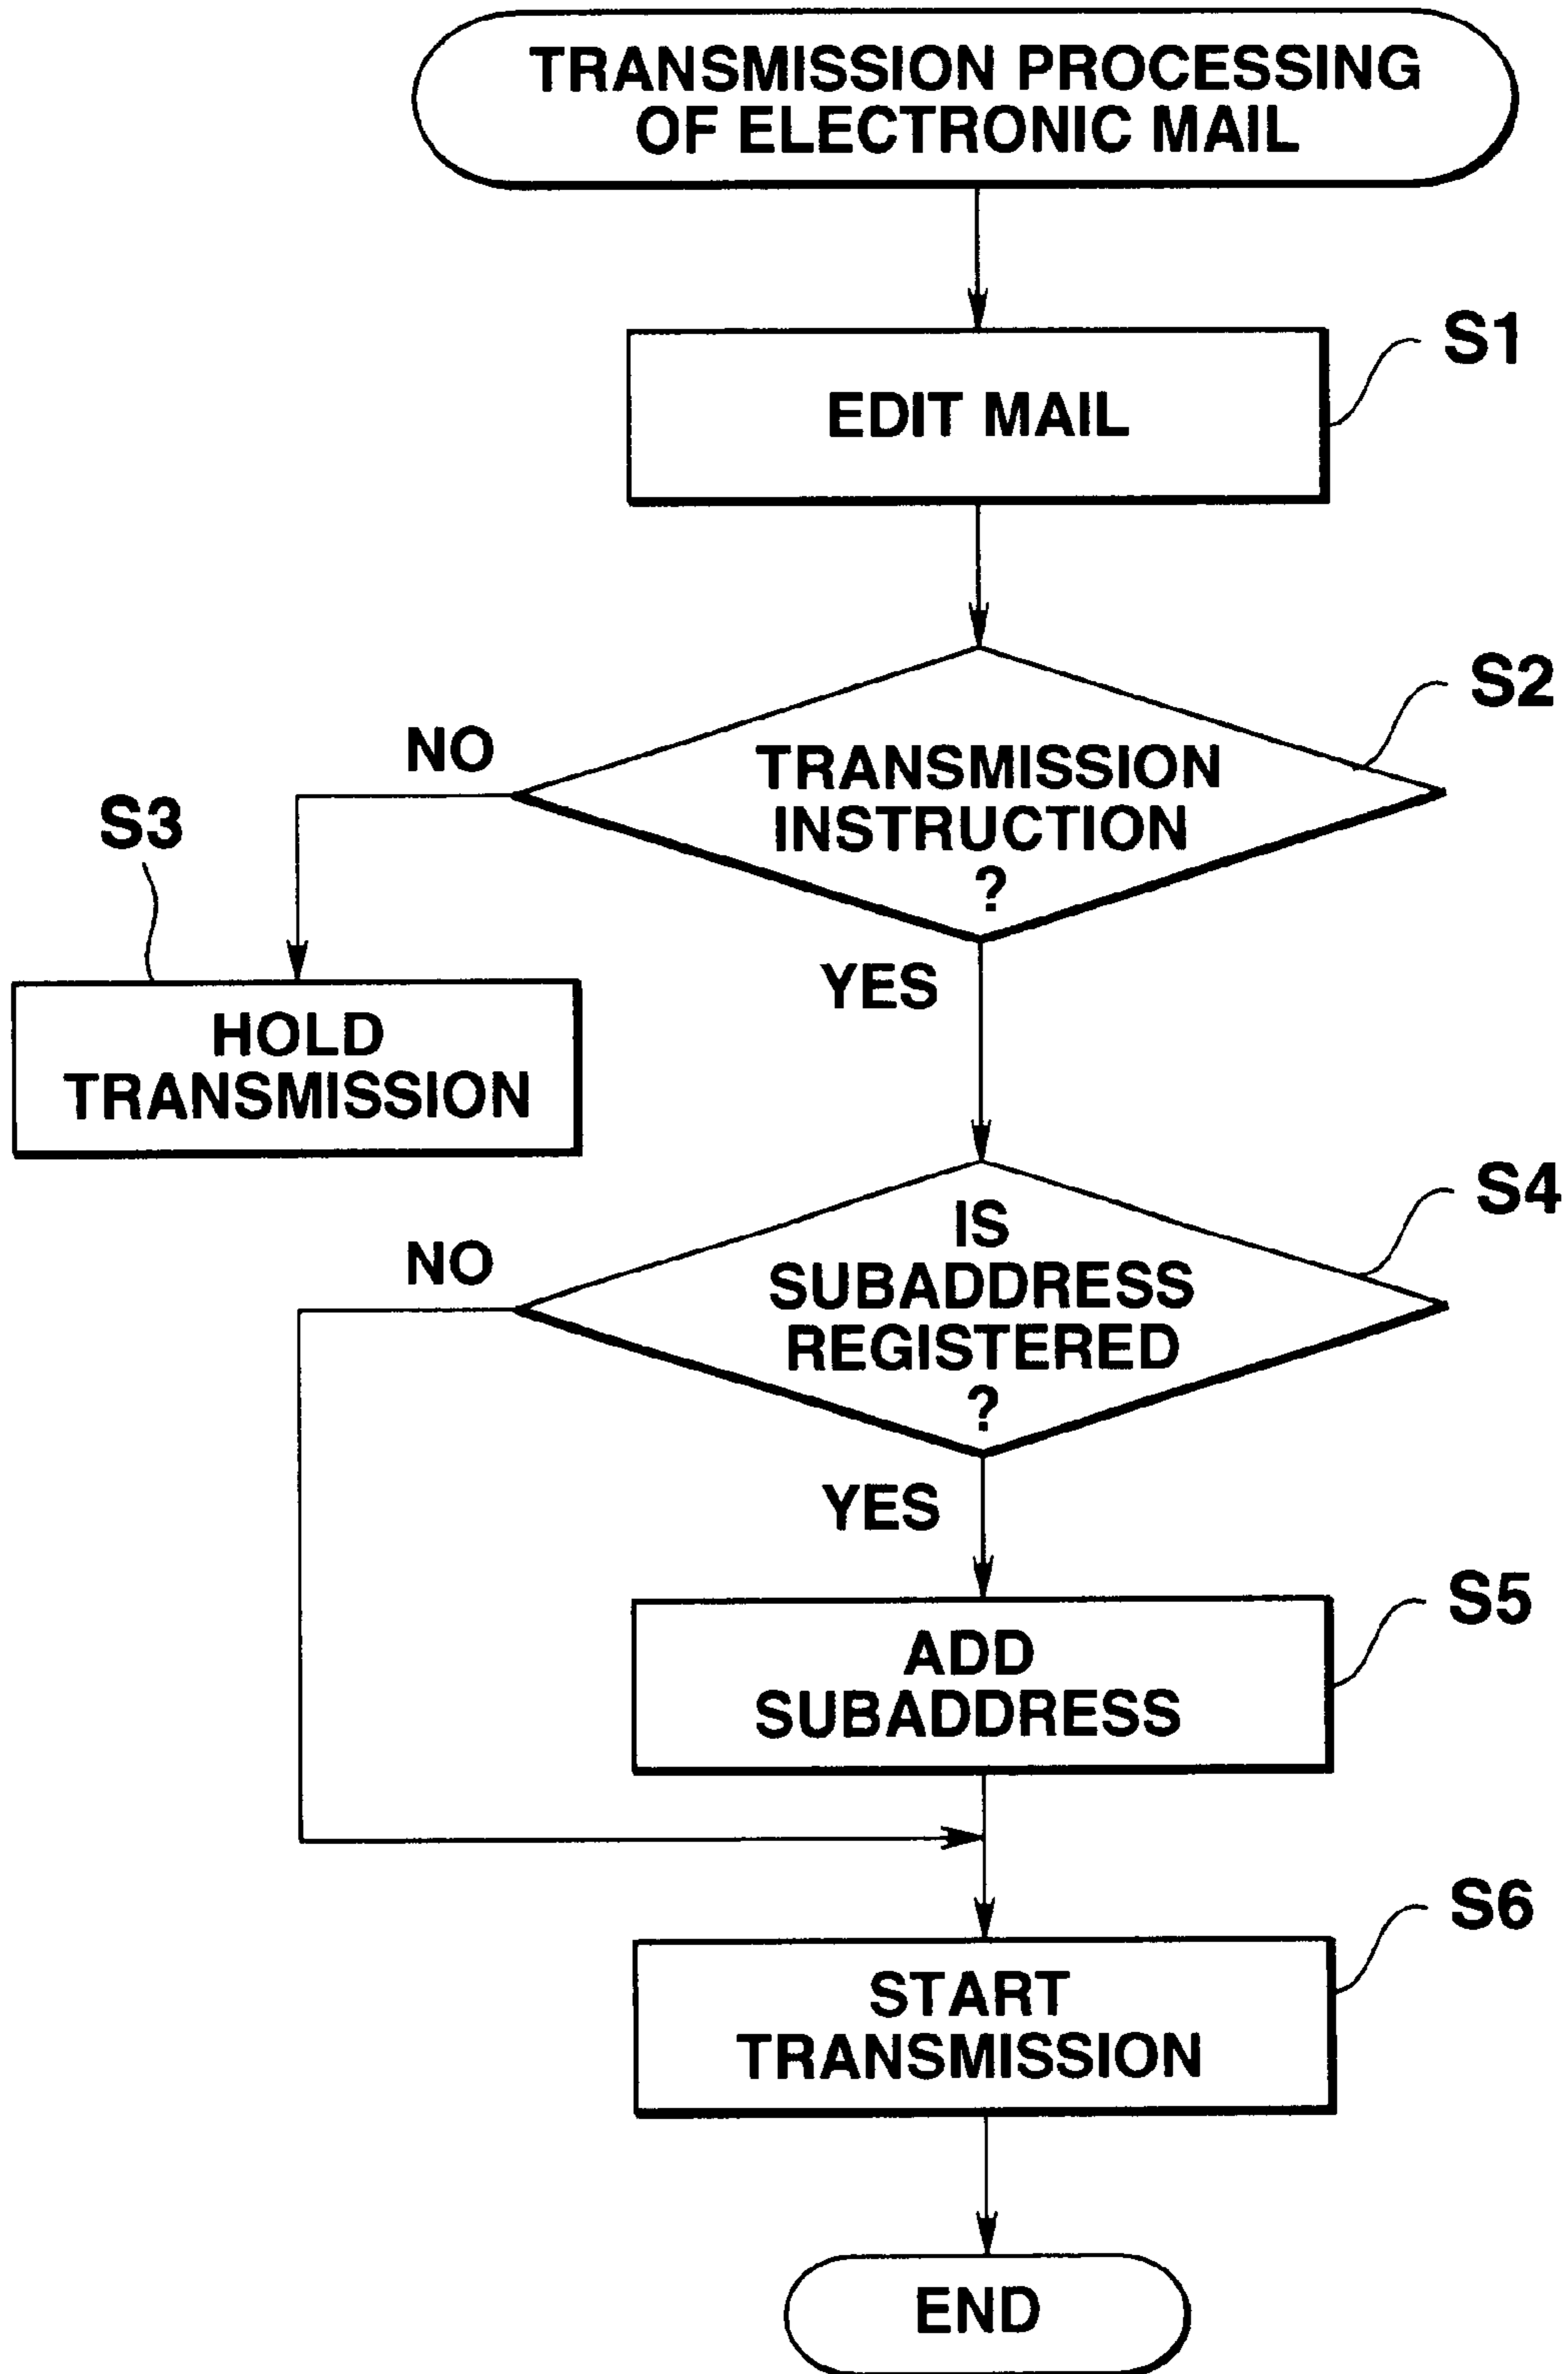 TRANSMISSION PROCESSING
OF ELECTRONIC MAIL
S1
EDIT MAIL
S2
NO
TRANSMISSION
INSTRUCTION
?
S3
YES
HOLD
TRANSMISSION
S4
NO
IS
SUBADDRESS
REGISTERED
?
YES
S5
ADD
SUBADDRESS
S6
START
TRANSMISSION
END